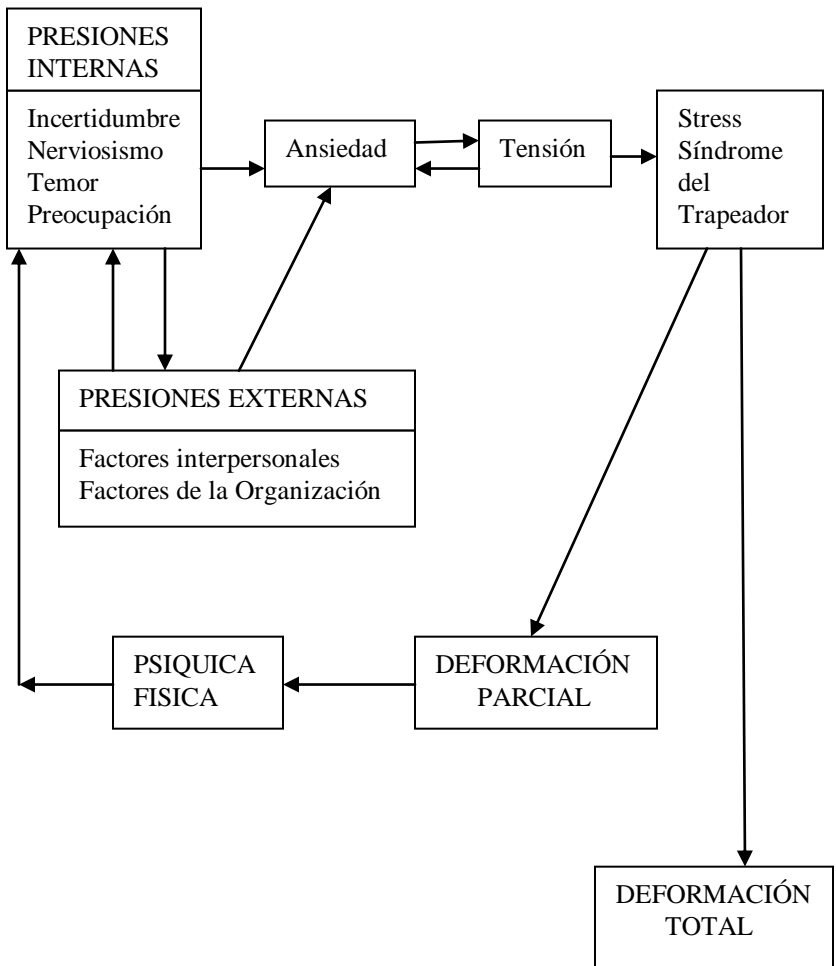 PRESIONES
INTERNAS
Incertidumbre
Nerviosismo
Temor
Preocupación
Ansiedad
Tensión
Stress
Síndrome
del
Trapeador
PRESIONES EXTERNAS
Factores interpersonales
Factores de la Organización
PSIQUICA
FISICA
DEFORMACIÓN
PARCIAL
DEFORMACIÓN
TOTAL